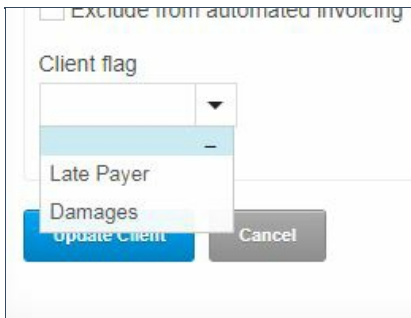 Exclude from automated invoicing
Client flag
–
Late Payer
Damages
Update Client
Cancel